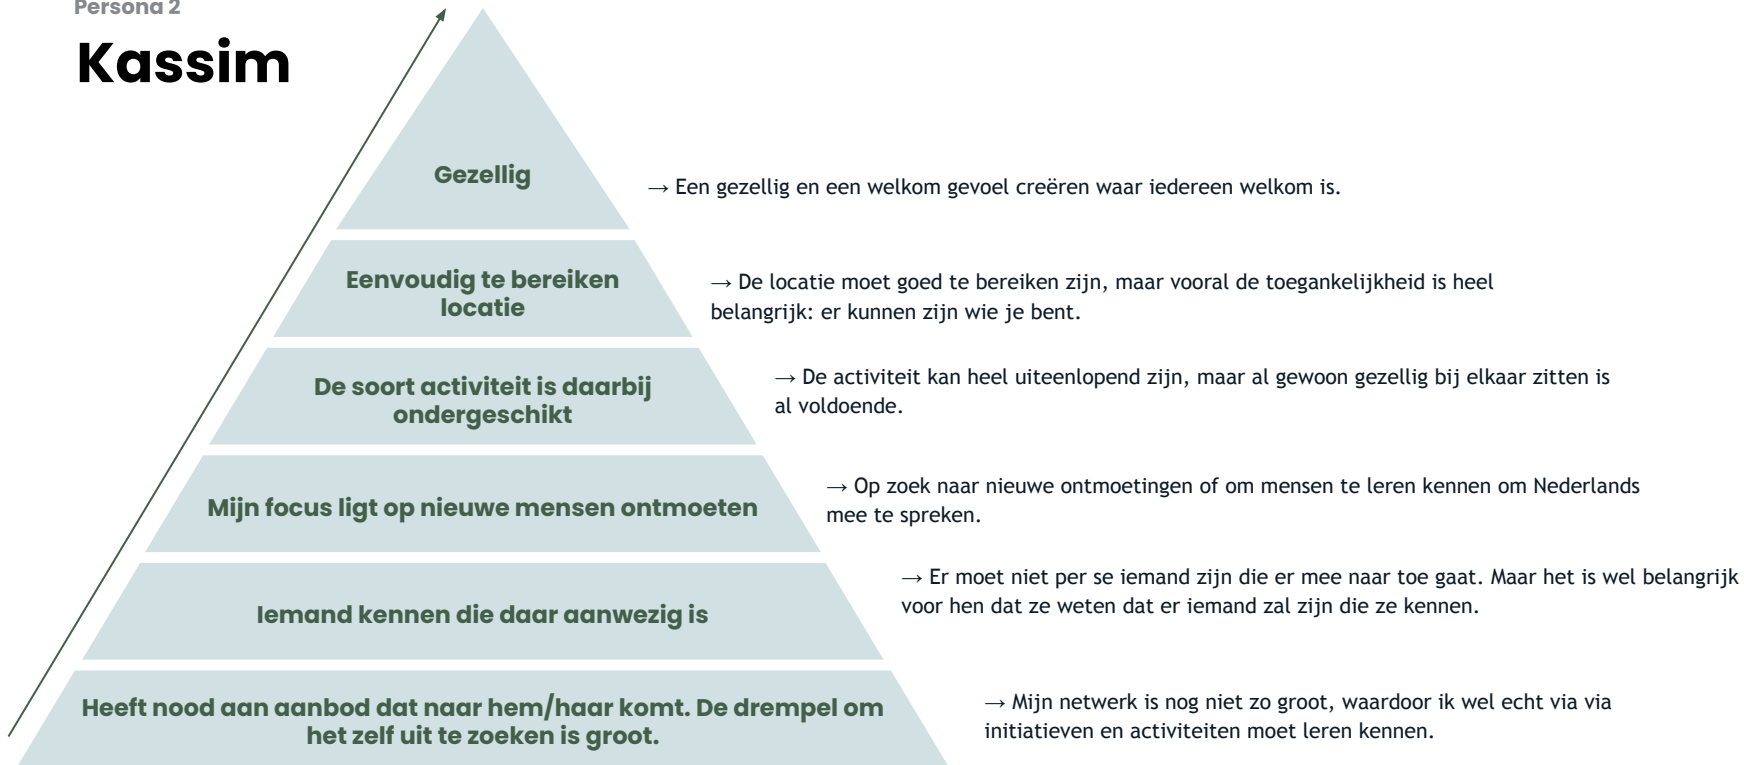 Persona 2
Kassim
Gezellig
→ Een gezellig en een welkom gevoel creëren waar iedereen welkom is.
Eenvoudig te bereiken
locatie
→ De locatie moet goed te bereiken zijn, maar vooral de toegankelijkheid is heel
belangrijk: er kunnen zijn wie je bent.
De soort activiteit is daarbij
ondergeschikt
→ De activiteit kan heel uiteenlopend zijn, maar al gewoon gezellig bij elkaar zitten is
al voldoende.
Mijn focus ligt op nieuwe mensen ontmoeten
→ Op zoek naar nieuwe ontmoetingen of om mensen te leren kennen om Nederlands
mee te spreken.
Iemand kennen die daar aanwezig is
→ Er moet niet per se iemand zijn die er mee naar toe gaat. Maar het is wel belangrijk
voor hen dat ze weten dat er iemand zal zijn die ze kennen.
Heeft nood aan aanbod dat naar hem/haar komt. De drempel om
het zelf uit te zoeken is groot.
→ Mijn netwerk is nog niet zo groot, waardoor ik wel echt via via
initiatieven en activiteiten moet leren kennen.